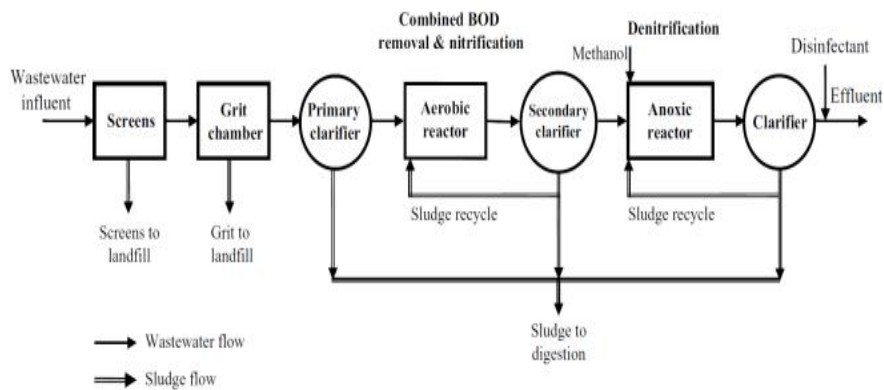 Combined BOD
removal & nitrification
Denitrification
Methanol
Disinfectant
Wastewater
influent
Effluent
Screens
Grit
chamber
Primary
clarifier
Aerobic
reactor
Secondary
clarifier
Anoxic
reactor
Clarifier
Sludge recycle
Sludge recycle
Screens to
landfill
Grit to
landfill
Sludge to
digestion
Wastewater flow
Sludge flow